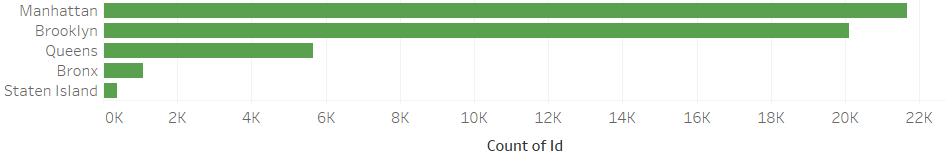 Manhattan
Brooklyn
Queens
Bronx
Staten Island
0K 2K 4K 6K 8K 10K 12K 14K 16K 18K 20K 22K
Count of Id